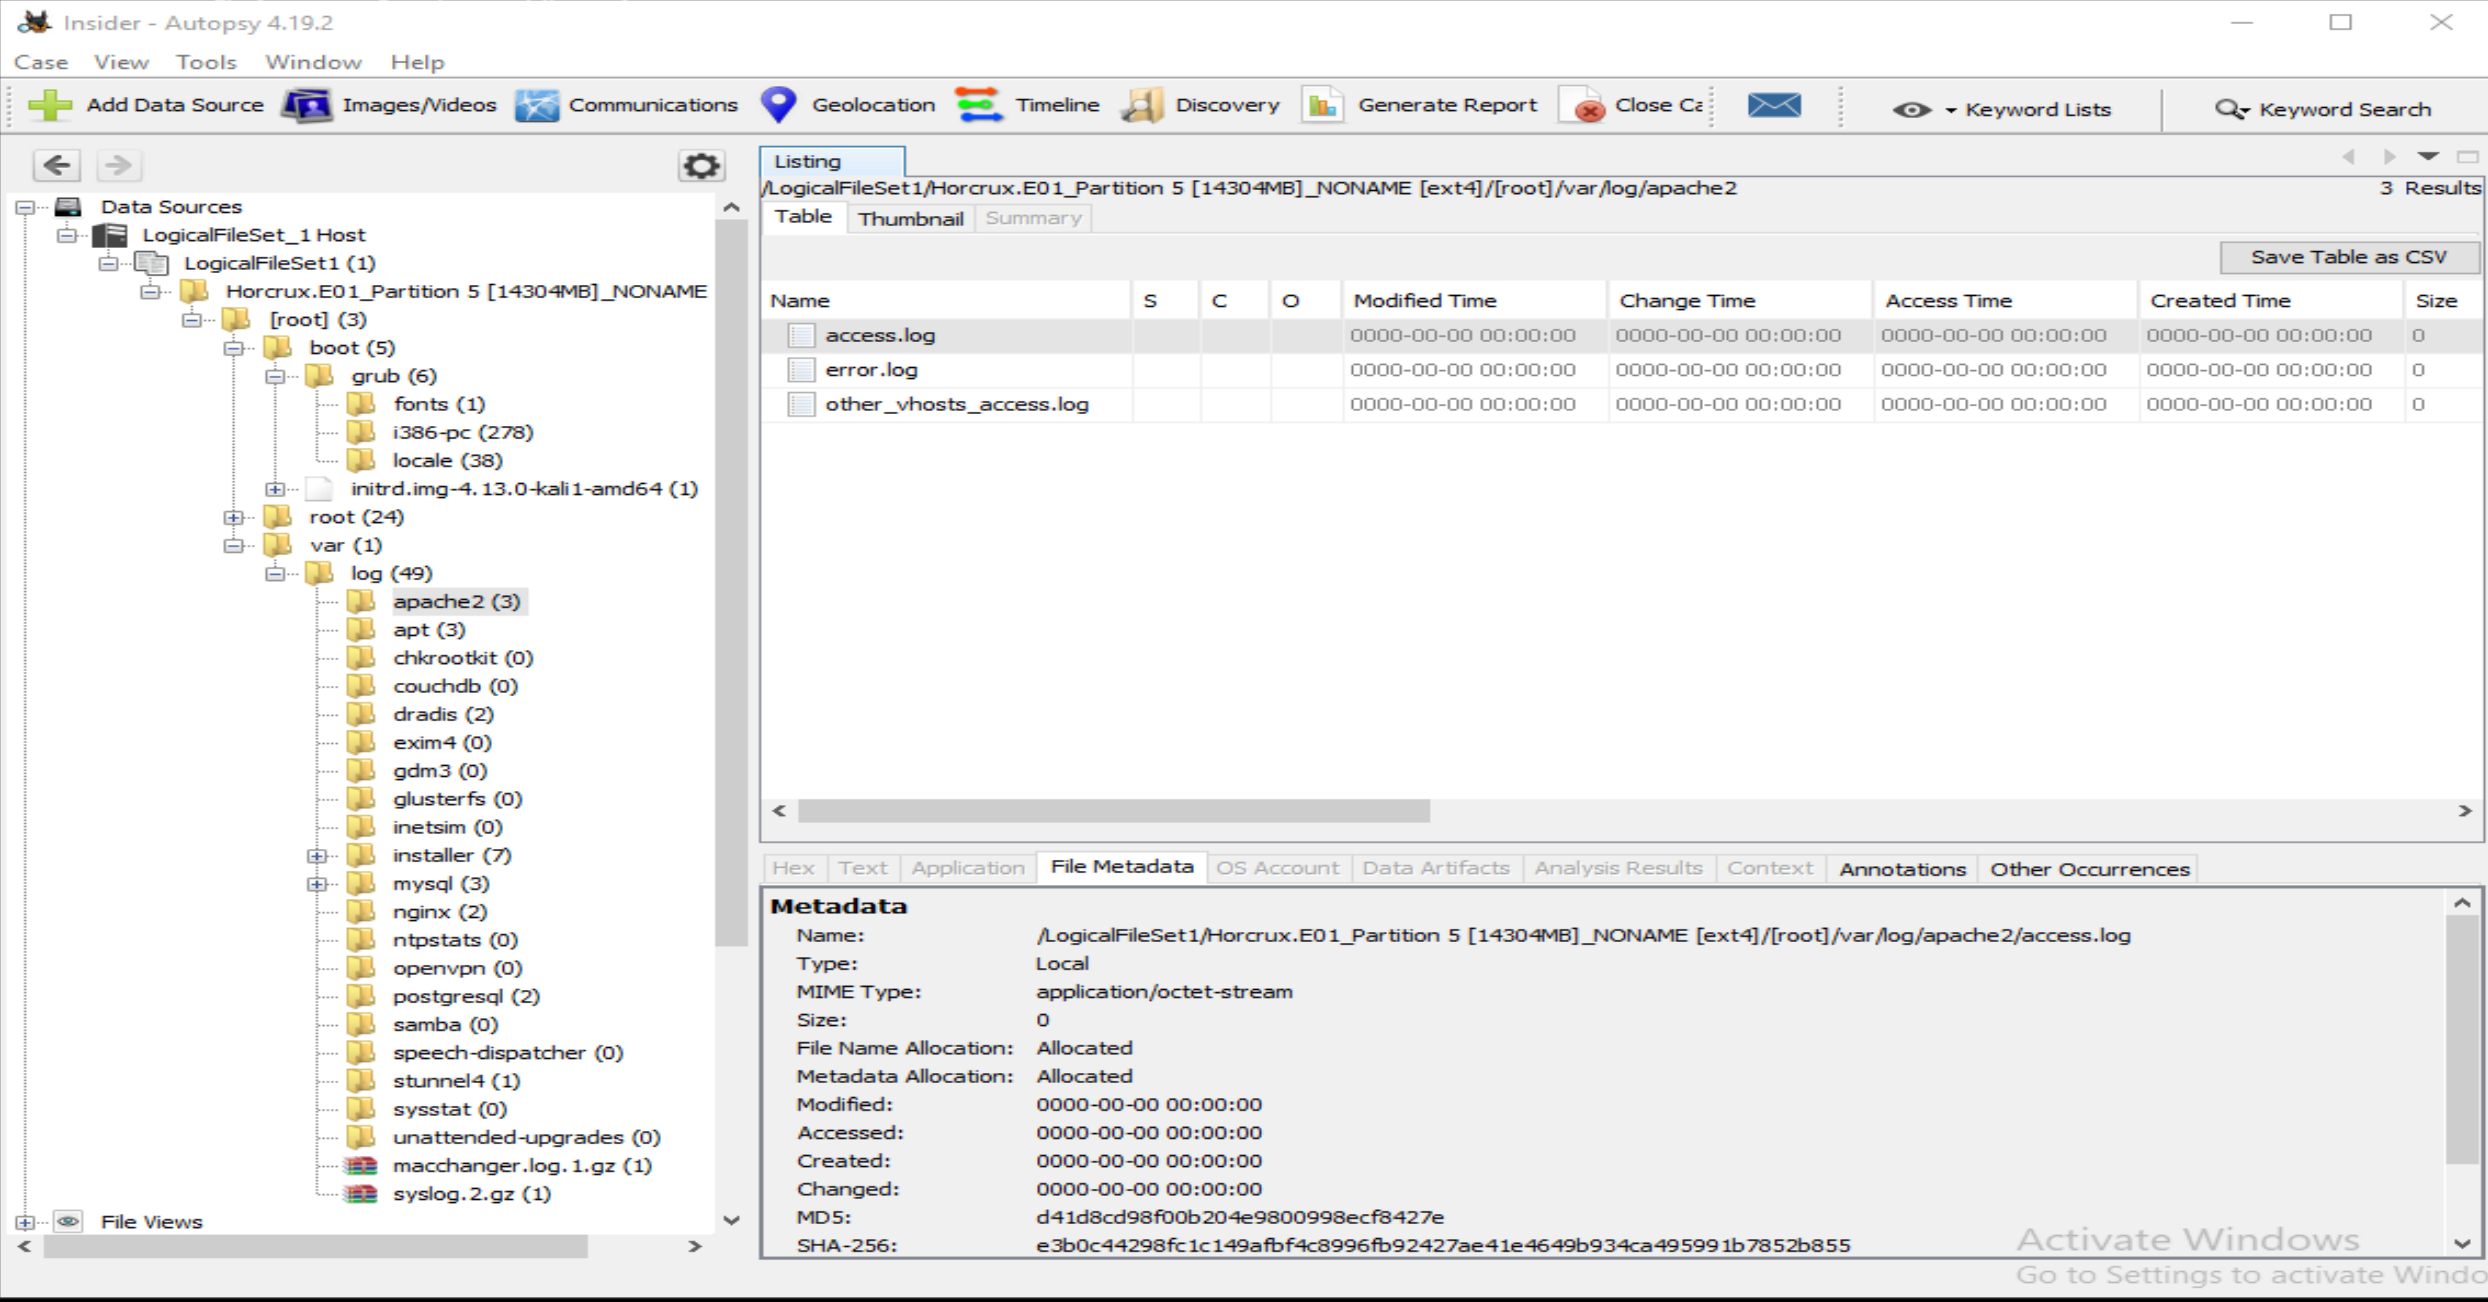 Insider - Autopsy 4.19.2
Case View Tools Window Help
Add Data Source Images/Videos Communications Geolocation Timeline Discovery Generate Report Close Ca Keyword Lists Keyword Search
Data Sources
LogicalFileSet_1 Host
LogicalFileSet1 (1)
Horcrux.E01_Partition 5 [14304MB]_NONAME
[root] (3)
boot (5)
grub (6)
fonts (1)
i386-pc (278)
locale (38)
initrd.img-4.13.0-kali1-amd64 (1)
root (24)
var (1)
log (49)
apache2 (3)
apt (3)
chkrootkit (0)
couchdb (0)
dradis (2)
exim4 (0)
gdm3 (0)
glusterfs (0)
inetsim (0)
installer (7)
mysql (3)
nginx (2)
ntpstats (0)
openvpn (0)
postgresql (2)
samba (0)
speech-dispatcher (0)
stunnel4 (1)
sysstat (0)
unattended-upgrades (0)
macchanger.log.1.gz (1)
syslog.2.gz (1)
File Views
Listing
/LogicalFileSet1/Horcrux.E01_Partition 5 [14304MB]_NONAME [ext4]/[root]/var/log/apache2 3 Results
Table Thumbnail Summary
Save Table as CSV
Name S C O Modified Time Change Time Access Time Created Time Size
access.log 0000-00-00 00:00:00 0000-00-00 00:00:00 0000-00-00 00:00:00 0000-00-00 00:00:00 0
error.log 0000-00-00 00:00:00 0000-00-00 00:00:00 0000-00-00 00:00:00 0000-00-00 00:00:00 0
other_vhosts_access.log 0000-00-00 00:00:00 0000-00-00 00:00:00 0000-00-00 00:00:00 0000-00-00 00:00:00 0
Hex Text Application File Metadata OS Account Data Artifacts Analysis Results Context Annotations Other Occurrences
Metadata
Name: /LogicalFileSet1/Horcrux.E01_Partition 5 [14304MB]_NONAME [ext4]/[root]/var/log/apache2/access.log
Type: Local
MIME Type: application/octet-stream
Size: 0
File Name Allocation: Allocated
Metadata Allocation: Allocated
Modified: 0000-00-00 00:00:00
Accessed: 0000-00-00 00:00:00
Created: 0000-00-00 00:00:00
Changed: 0000-00-00 00:00:00
MD5: d41d8cd98f00b204e9800998ecf8427e
SHA-256: e3b0c44298fc1c149afbf4c8996fb92427ae41e4649b934ca495991b7852b855
Activate Windows
Go to Settings to activate Windo